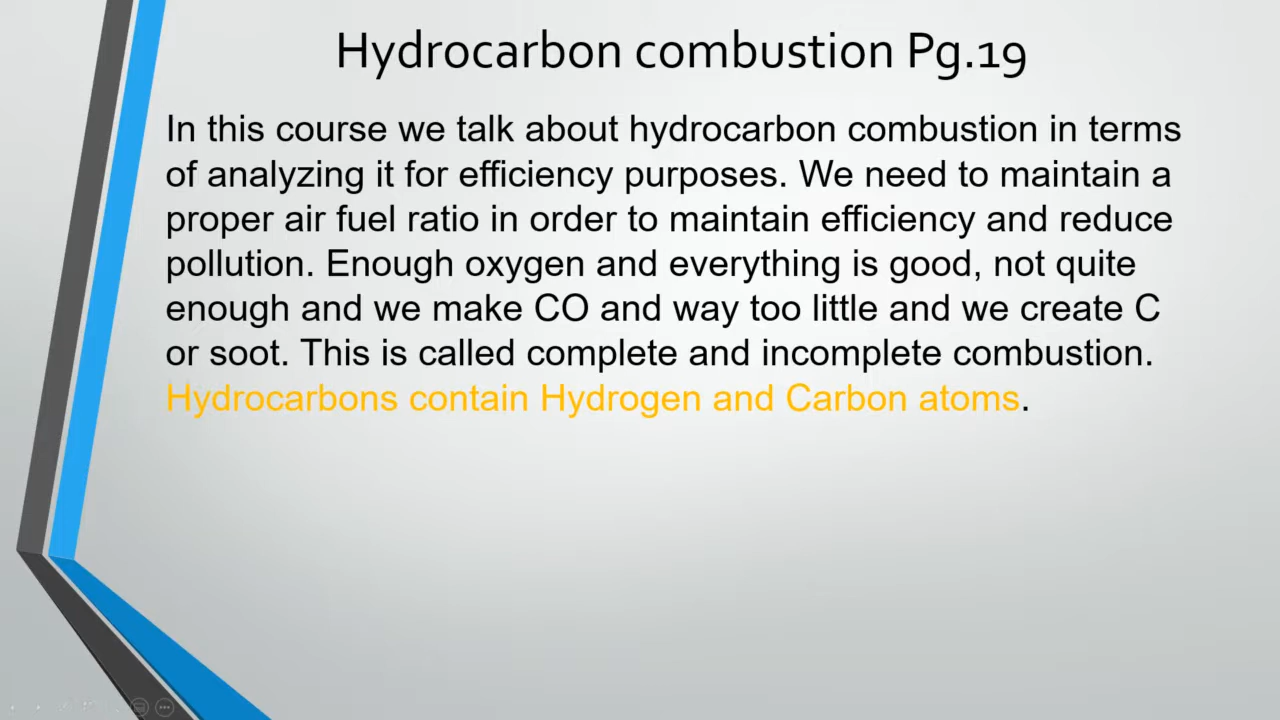 Hydrocarbon combustion Pg.19
In this course we talk about hydrocarbon combustion in terms
of analyzing it for efficiency purposes. We need to maintain a
proper air fuel ratio in order to maintain efficiency and reduce
pollution. Enough oxygen and everything is good, not quite
enough and we make CO and way too little and we create C
or soot. This is called complete and incomplete combustion.
Hydrocarbons contain Hydrogen and Carbon atoms.